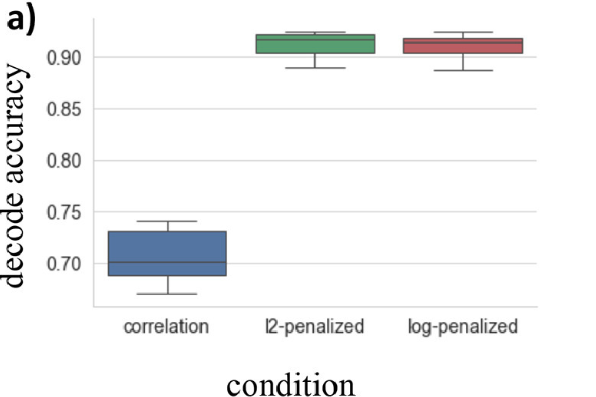 a)
decode accuracy
0.90
0.85
0.80
0.75
0.70
correlation
l2-penalized
log-penalized
condition